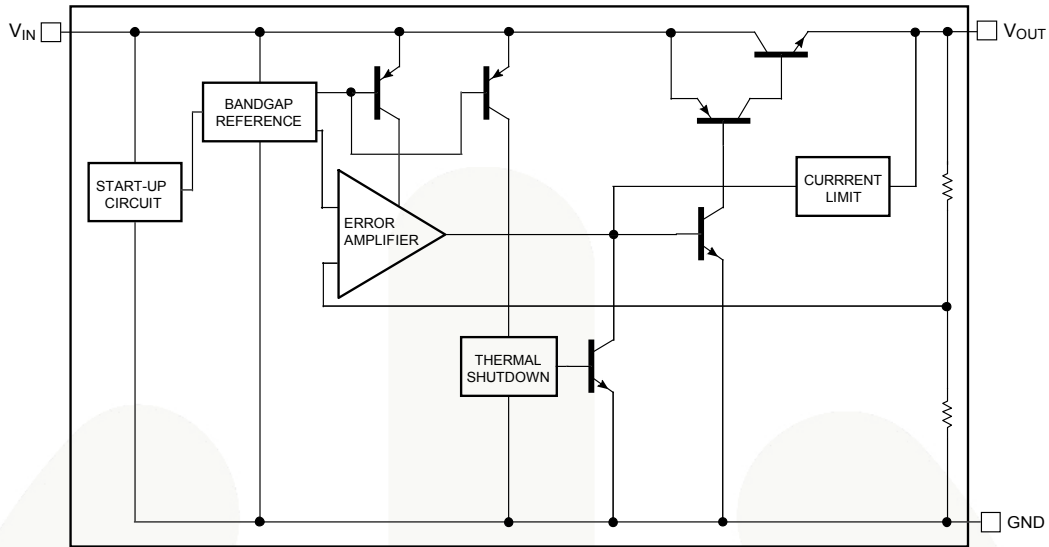 VIN
VOUT
BANDGAP
REFERENCE
START-UP
CIRCUIT
CURRRENT
LIMIT
ERROR
AMPLIFIER
THERMAL
SHUTDOWN
GND